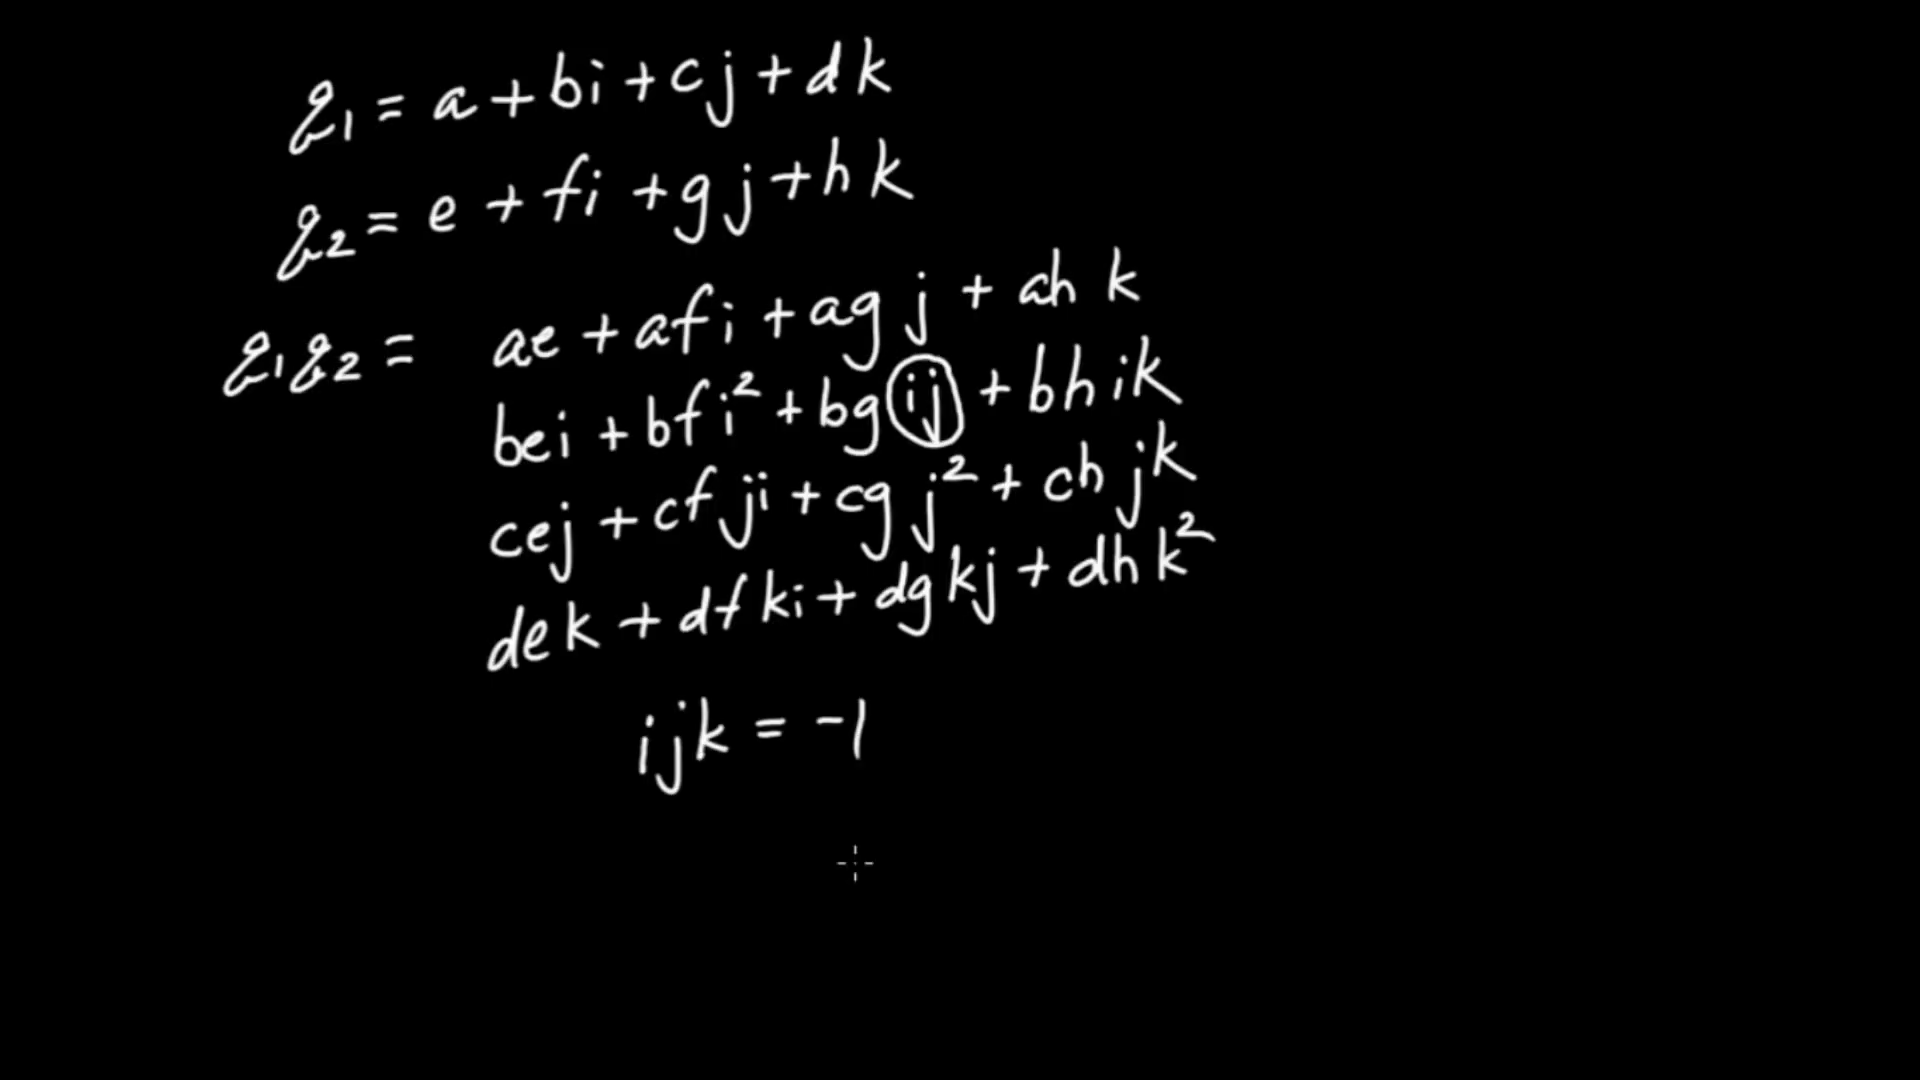 q₁ = a + bi + cj + dk
q₂ = e + fi + gj + hk
q₁q₂ = ae + afi + agj + ahk
bei + bfi² + bgij + bhik
cej + cfji + cgj² + chjk
dek + dfki + dgkj + dhk²
ijk = -1